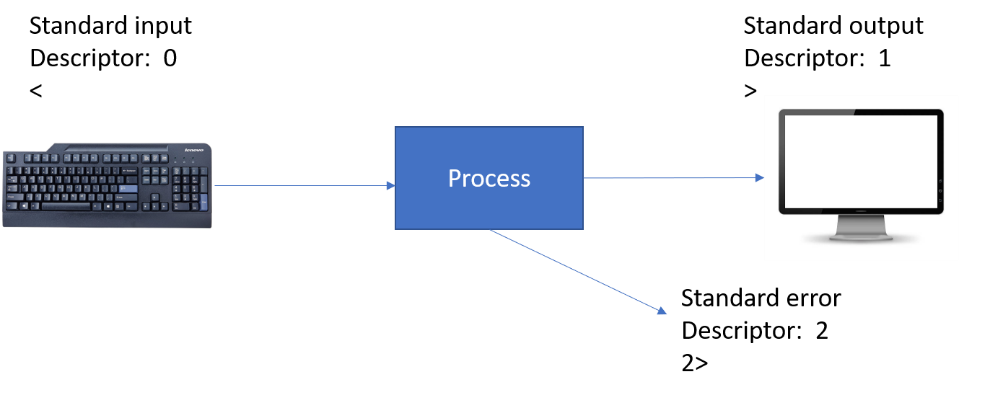 Standard input
Descriptor:  0
<
Standard output
Descriptor:  1
>
Process
Standard error
Descriptor:  2
2>